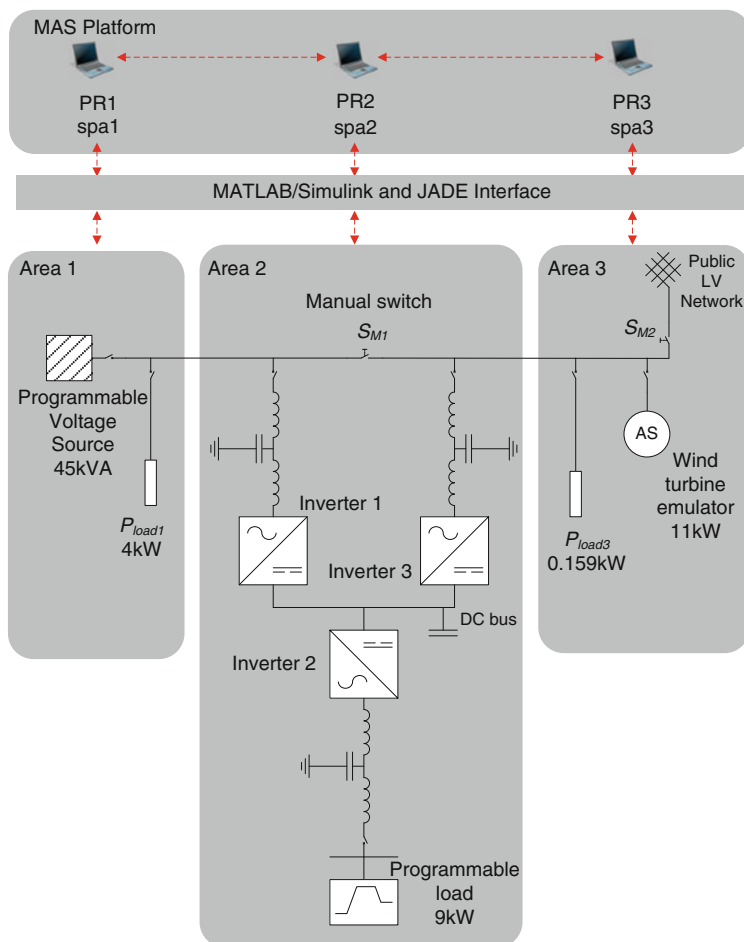 MAS Platform
PR1
spa1
PR2
spa2
PR3
spa3
MATLAB/Simulink and JADE Interface
Area 1
Programmable
Voltage
Source
45kVA
Pload1
4kW
Area 2
Manual switch
SM1
Inverter 1
Inverter 3
DC bus
Inverter 2
Programmable
load
9kW
Area 3
Public
LV
Network
SM2
AS
Wind
turbine
emulator
11kW
Pload3
0.159kW